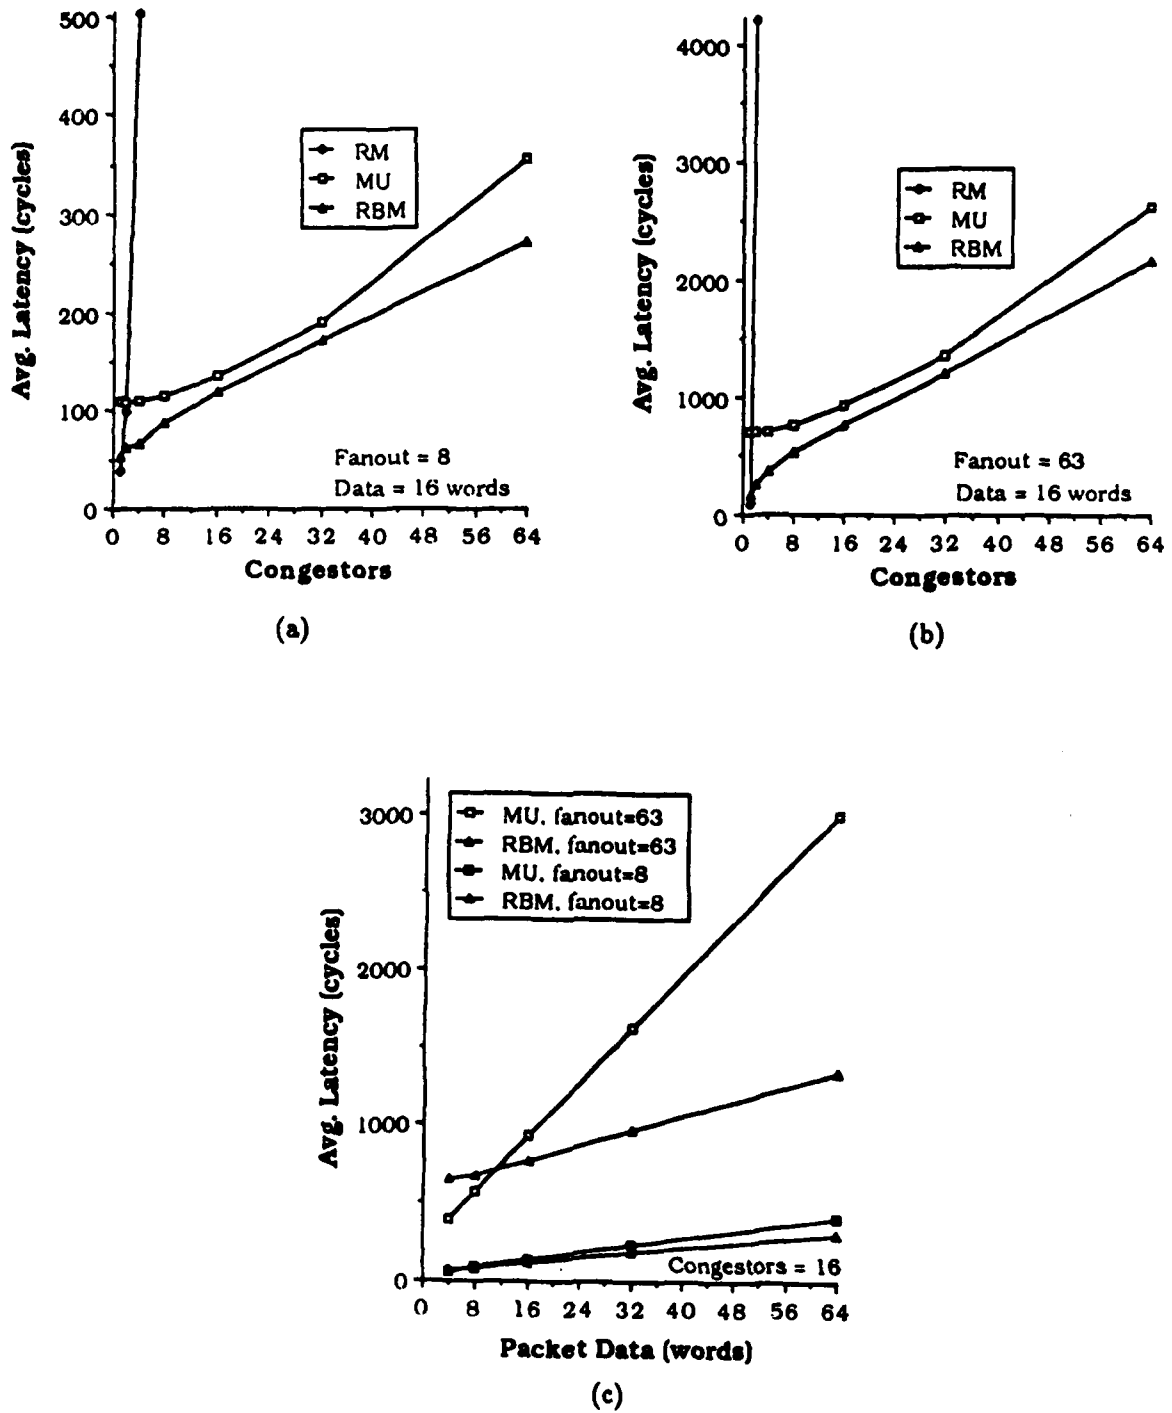 500
400
300
200
100
0
Avg. Latency (cycles)
RM
MU
RBM
Fanout = 8
Data = 16 words
0 8 16 24 32 40 48 56 64
Congestors
(a)
4000
3000
2000
1000
0
Avg. Latency (cycles)
RM
MU
RBM
Fanout = 63
Data = 16 words
0 8 16 24 32 40 48 56 64
Congestors
(b)
3000
2000
1000
0
Avg. Latency (cycles)
MU, fanout=63
RBM, fanout=63
MU, fanout=8
RBM, fanout=8
Congestors = 16
0 8 16 24 32 40 48 56 64
Packet Data (words)
(c)